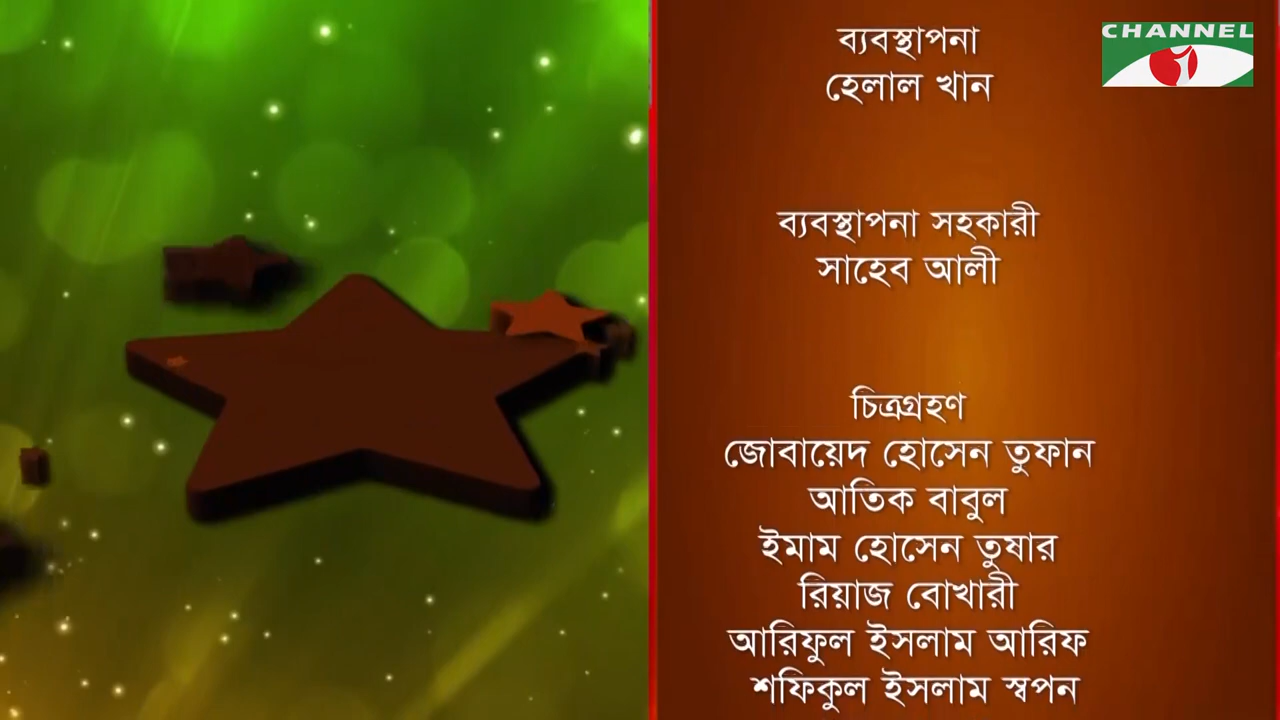 CHANNEL
ব্যবস্থাপনা
হেলাল খান
ব্যবস্থাপনা সহকারী
সাহেব আলী
চিত্রগ্রহণ
জোবায়েদ হোসেন তুফান
আতিক বাবুল
ইমাম হোসেন তুষার
রিয়াজ বোখারী
আরিফুল ইসলাম আরিফ
শফিকুল ইসলাম স্বপন